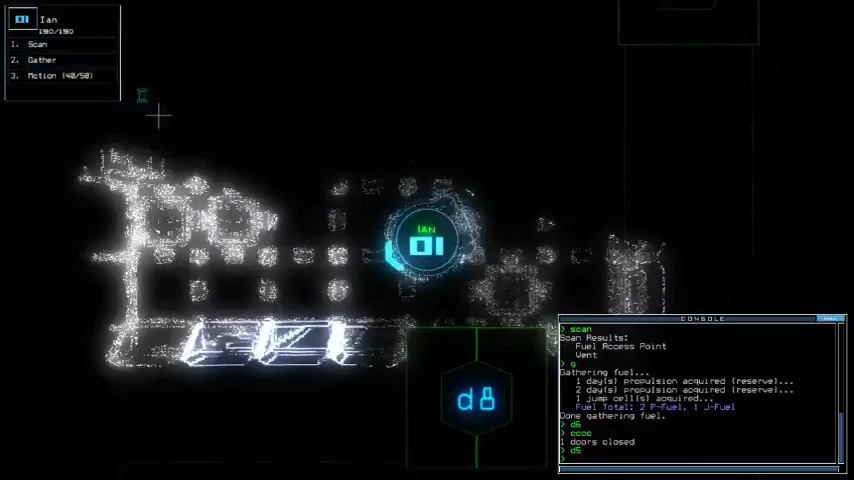 01 Ian
190/190
1. Scan
2. Gather
3. Motion (40/50)
IAN
01
d8
CONSOLE
> scan
Scan Results:
Fuel Access Point
Vent
> g
Gathering fuel...
1 day(s) propulsion acquired (reserve)...
2 day(s) propulsion acquired (reserve)...
1 jump cell(s) acquired...
Fuel Total: 2 P-Fuel, 1 J-Fuel
Done gathering fuel.
> d6
> cccc
1 doors closed
> d5
>